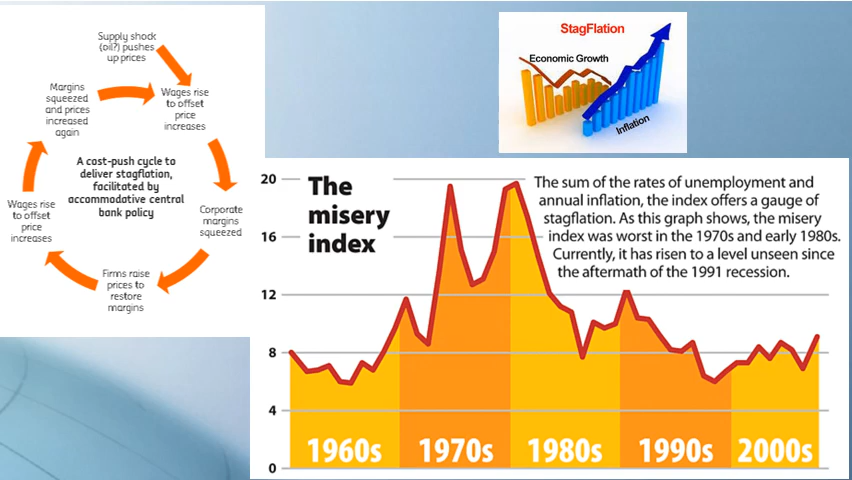 Supply shock
(oil?) pushes
up prices
Wages rise
to offset
price
increases
Corporate
margins
squeezed
Firms raise
prices to
restore
margins
Wages rise
to offset
price
increases
Margins
squeezed
and prices
increased
again
A cost-push cycle to
deliver stagflation,
facilitated by
accommodative central
bank policy
StagFlation
Economic Growth
Inflation
The
misery
index
The sum of the rates of unemployment and
annual inflation, the index offers a gauge of
stagflation. As this graph shows, the misery
index was worst in the 1970s and early 1980s.
Currently, it has risen to a level unseen since
the aftermath of the 1991 recession.
20
16
12
8
4
0
1960s 1970s 1980s 1990s 2000s